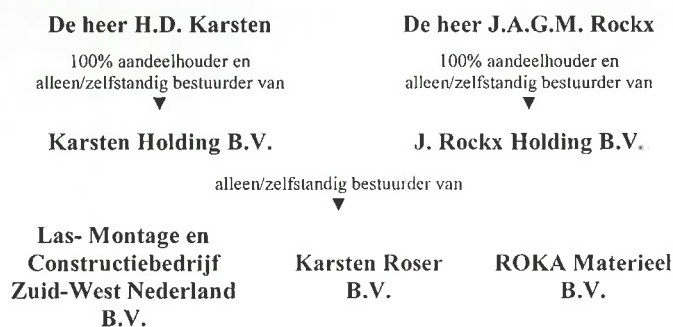 De heer H.D. Karsten
100% aandeelhouder en
alleen/zelfstandig bestuurder van
▼
Karsten Holding B.V.
De heer J.A.G.M. Rockx
100% aandeelhouder en
alleen/zelfstandig bestuurder van
▼
J. Rockx Holding B.V.
alleen/zelfstandig bestuurder van
▼
Las- Montage en
Constructiebedrijf
Zuid-West Nederland
B.V.
Karsten Roser
B.V.
ROKA Materieel
B.V.